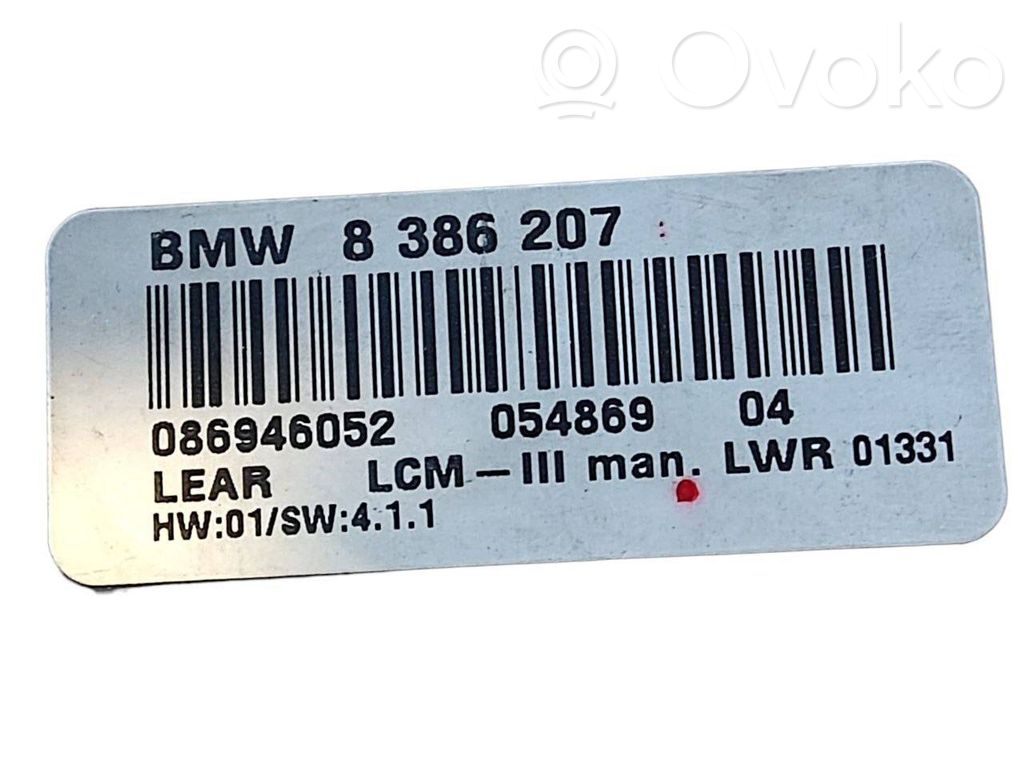 Ovoko
BMW 8 386 207
086946052 054869 04
LEAR LCM-III man. LWR 01331
HW:01/SW:4.1.1